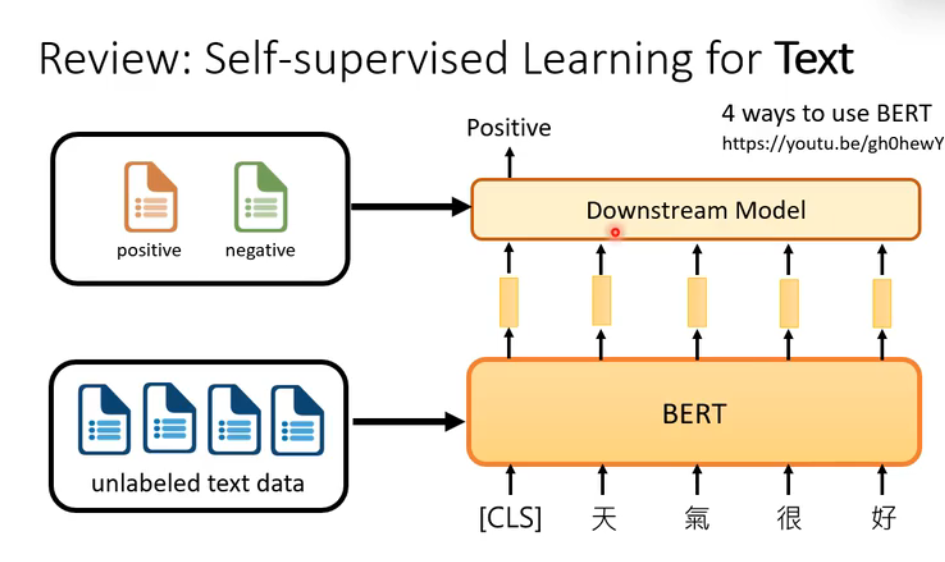 Review: Self-supervised Learning for Text
4 ways to use BERT
https://youtu.be/gh0hewY
Positive
Downstream Model
positive
negative
BERT
unlabeled text data
[CLS] 天 氣 很 好